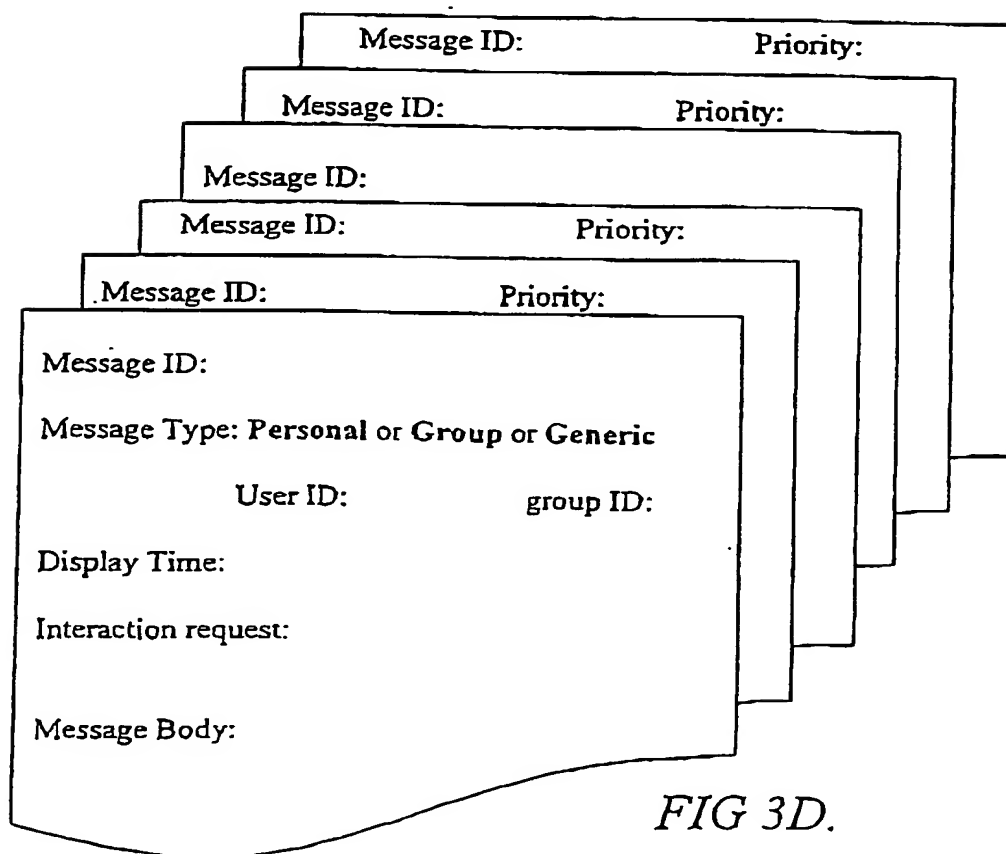 Message ID: Priority:
Message ID: Priority:
Message ID:
Message ID: Priority:
Message ID: Priority:
Message ID:
Message Type: Personal or Group or Generic
User ID: group ID:
Display Time:
Interaction request:
Message Body:
FIG 3D.